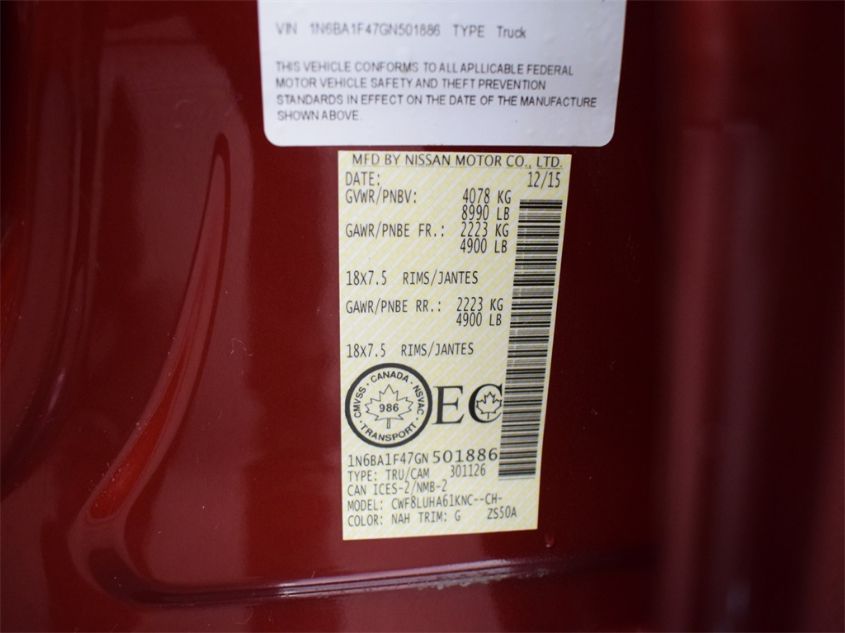 VIN 1N6BA1F47GN501886 TYPE Truck
THIS VEHICLE CONFORMS TO ALL APLLICABLE FEDERAL
MOTOR VEHICLE SAFETY AND THEFT PREVENTION
STANDARDS IN EFFECT ON THE DATE OF THE MANUFACTURE
SHOWN ABOVE.
MFD BY NISSAN MOTOR CO., LTD.
DATE: 12/15
GVWR/PNBV: 4078 KG
8990 LB
GAWR/PNBE FR.: 2223 KG
4900 LB
18X7.5 RIMS/JANTES
GAWR/PNBE RR.: 2223 KG
4900 LB
18X7.5 RIMS/JANTES
CMVSS · CANADA · NSVAC
986
· TRANSPORT ·
EC
1N6BA1F47GN 501886
TYPE: TRU/CAM 301126
CAN ICES-2/NMB-2
MODEL: CWF8LUHA61KNC--CH-
COLOR: NAH TRIM: G ZS50A